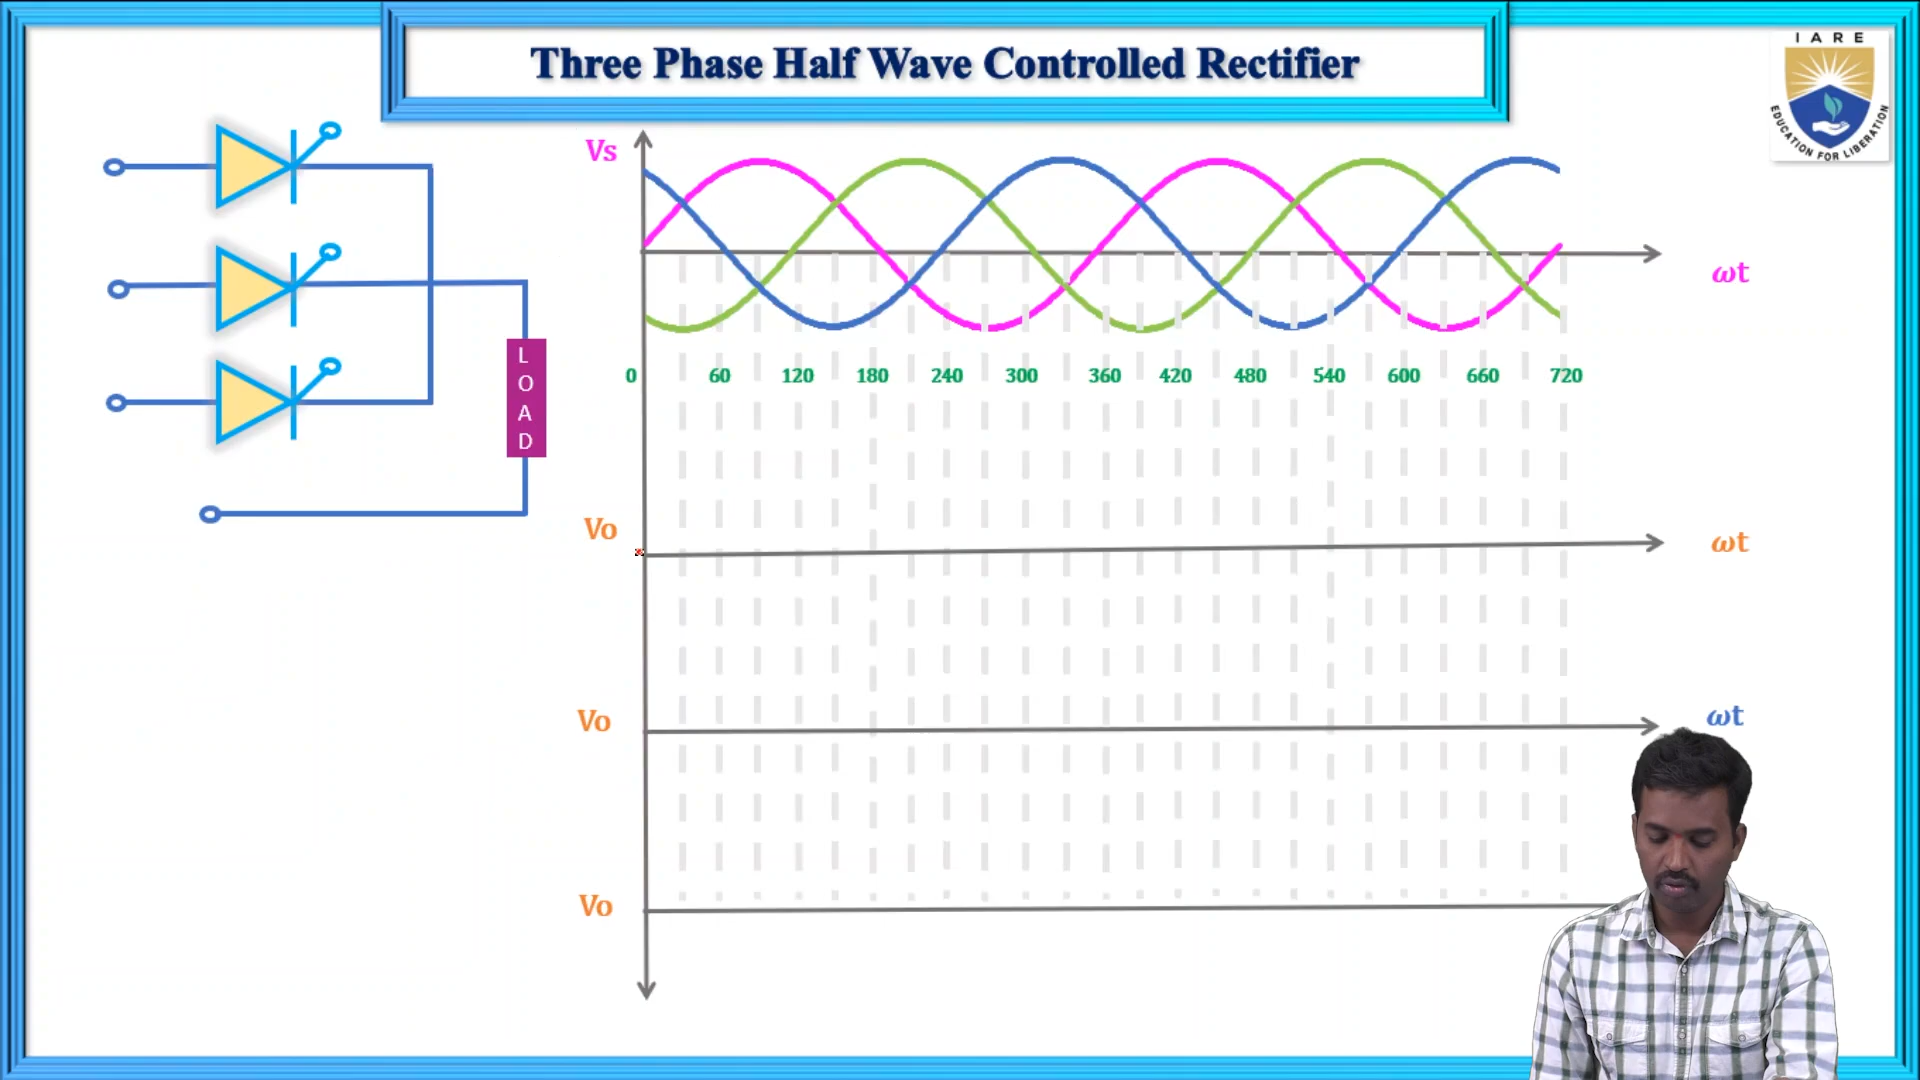 Three Phase Half Wave Controlled Rectifier
I A R E
EDUCATION FOR LIBERATION
Vs
ωt
L
O
A
D
0 60 120 180 240 300 360 420 480 540 600 660 720
Vo
ωt
Vo
ωt
Vo